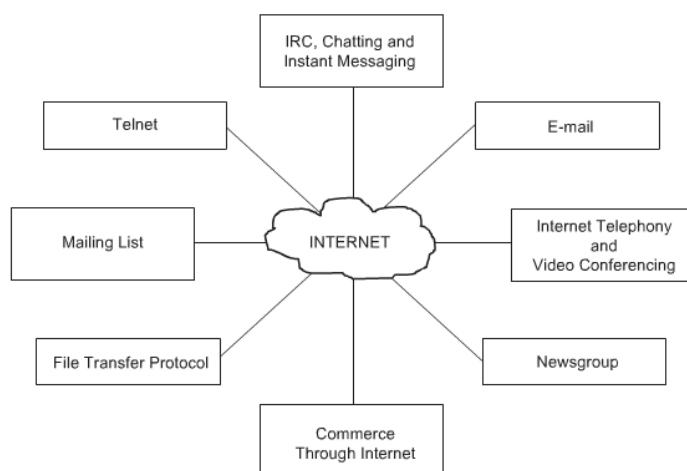 IRC, Chatting and
Instant Messaging
Telnet
E-mail
Mailing List
INTERNET
Internet Telephony
and
Video Conferencing
File Transfer Protocol
Newsgroup
Commerce
Through Internet